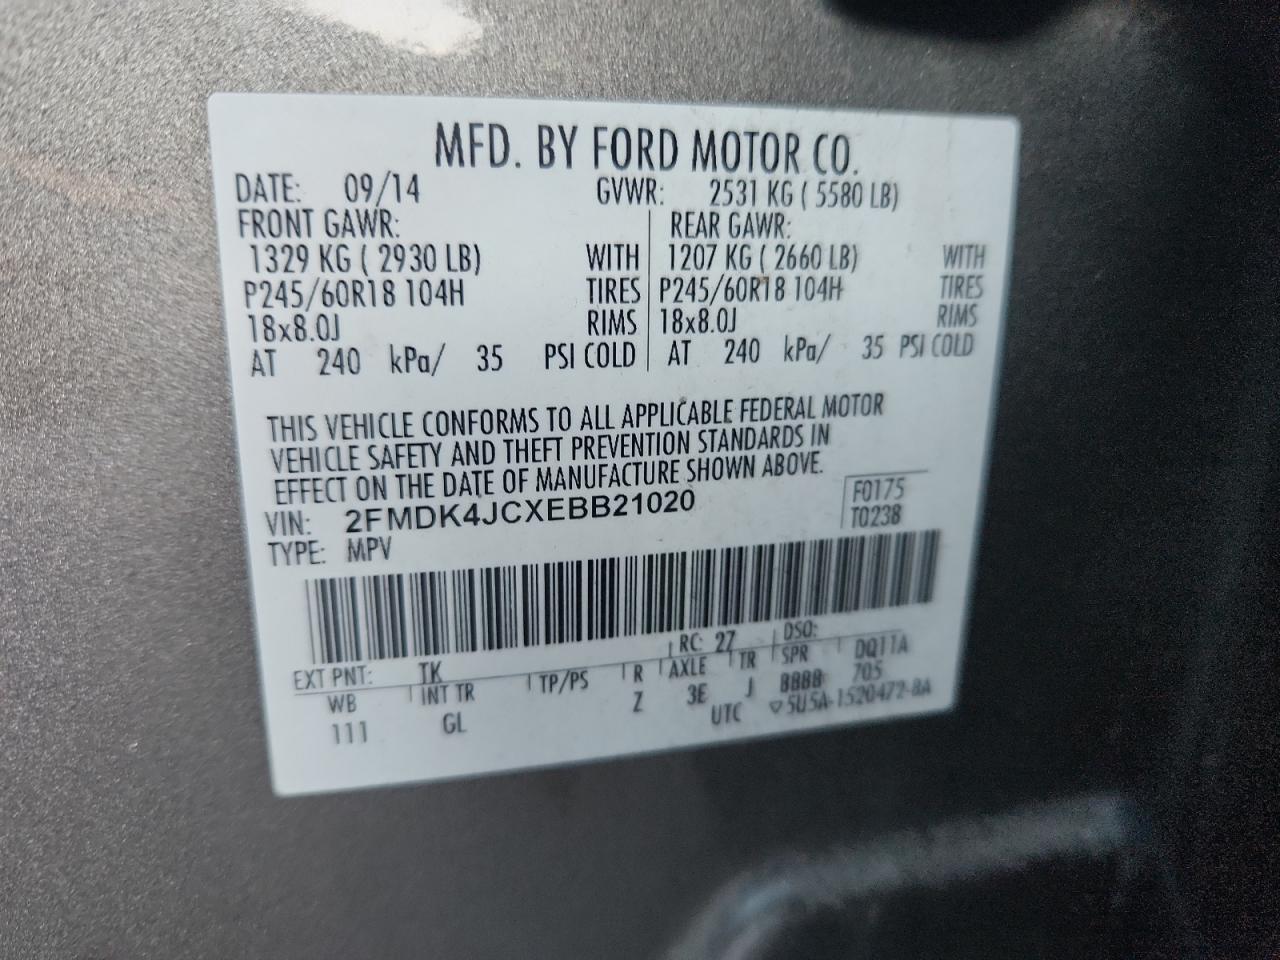 MFD. BY FORD MOTOR CO.
DATE: 09/14 GVWR: 2531 KG ( 5580 LB)
FRONT GAWR: REAR GAWR:
1329 KG ( 2930 LB) WITH 1207 KG ( 2660 LB) WITH
P245/60R18 104H TIRES P245/60R18 104H TIRES
18x8.0J RIMS 18x8.0J RIMS
AT 240 kPa/ 35 PSI COLD AT 240 kPa/ 35 PSI COLD
THIS VEHICLE CONFORMS TO ALL APPLICABLE FEDERAL MOTOR
VEHICLE SAFETY AND THEFT PREVENTION STANDARDS IN
EFFECT ON THE DATE OF MANUFACTURE SHOWN ABOVE.
VIN: 2FMDK4JCXEBB21020 F0175
TYPE: MPV T0238
EXT PNT: TK RC: 27 DSO:
WB INT TR TP/PS R AXLE TR SPR DQ11A
111 GL Z 3E J 8888 705
UTC ▽5U5A-1520472-BA